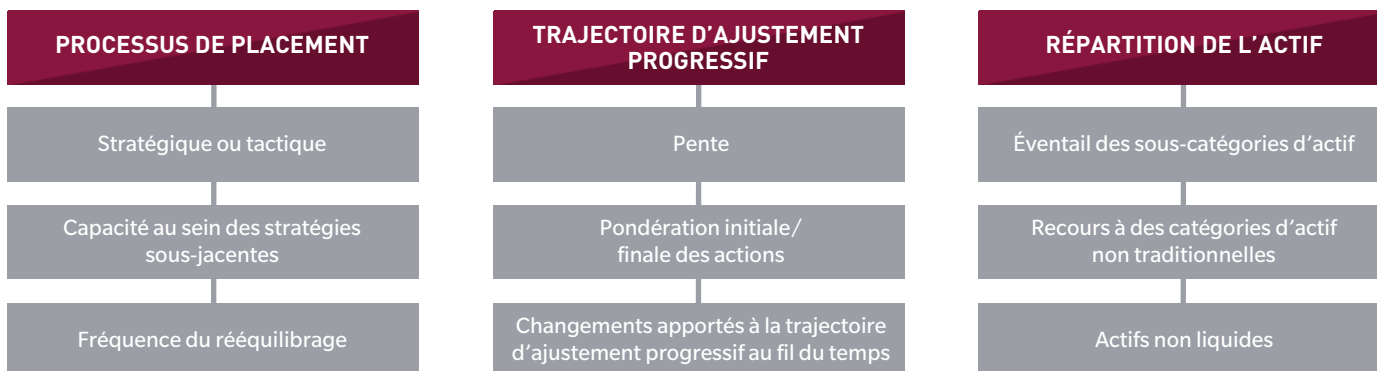 PROCESSUS DE PLACEMENT
Stratégique ou tactique
Capacité au sein des stratégies
sous-jacentes
Fréquence du rééquilibrage
TRAJECTOIRE D’AJUSTEMENT
PROGRESSIF
Pente
Pondération initiale/
finale des actions
Changements apportés à la trajectoire
d’ajustement progressif au fil du temps
RÉPARTITION DE L’ACTIF
Éventail des sous-catégories d’actif
Recours à des catégories d’actif
non traditionnelles
Actifs non liquides